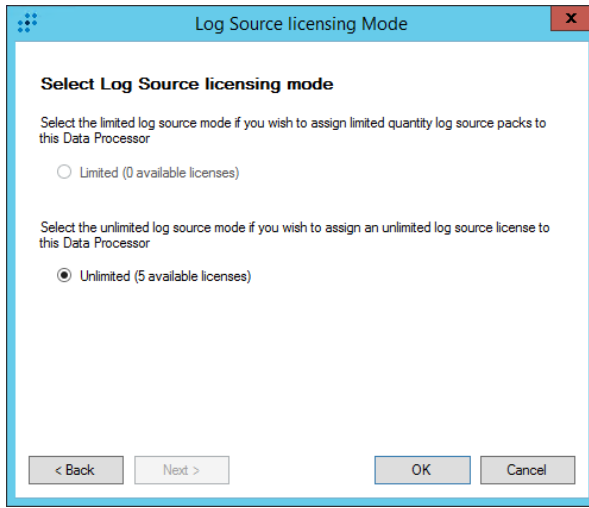 Log Source licensing Mode
x
Select Log Source licensing mode
Select the limited log source mode if you wish to assign limited quantity log source packs to
this Data Processor
Limited (0 available licenses)
Select the unlimited log source mode if you wish to assign an unlimited log source license to
this Data Processor
Unlimited (5 available licenses)
< Back
Next >
OK
Cancel